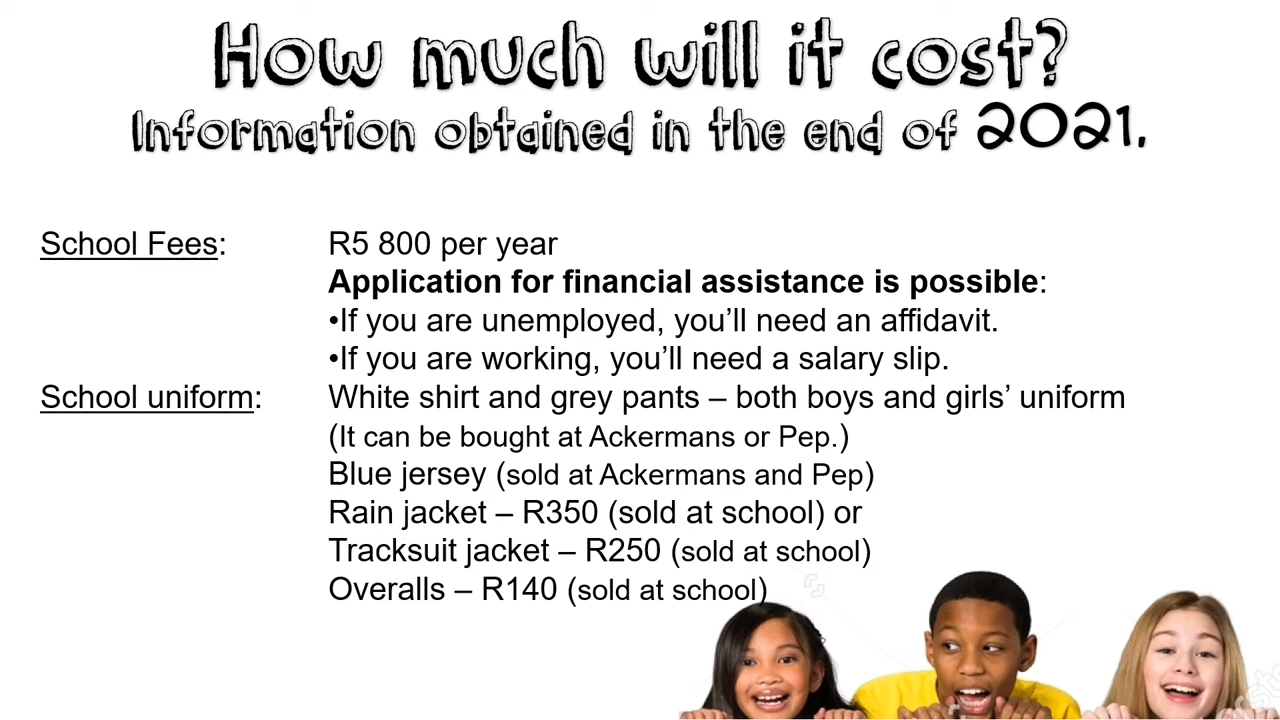 How much will it cost?
Information obtained in the end of 2021.
School Fees: R5 800 per year
Application for financial assistance is possible:
•If you are unemployed, you’ll need an affidavit.
•If you are working, you’ll need a salary slip.
School uniform: White shirt and grey pants – both boys and girls’ uniform
(It can be bought at Ackermans or Pep.)
Blue jersey (sold at Ackermans and Pep)
Rain jacket – R350 (sold at school) or
Tracksuit jacket – R250 (sold at school)
Overalls – R140 (sold at school)